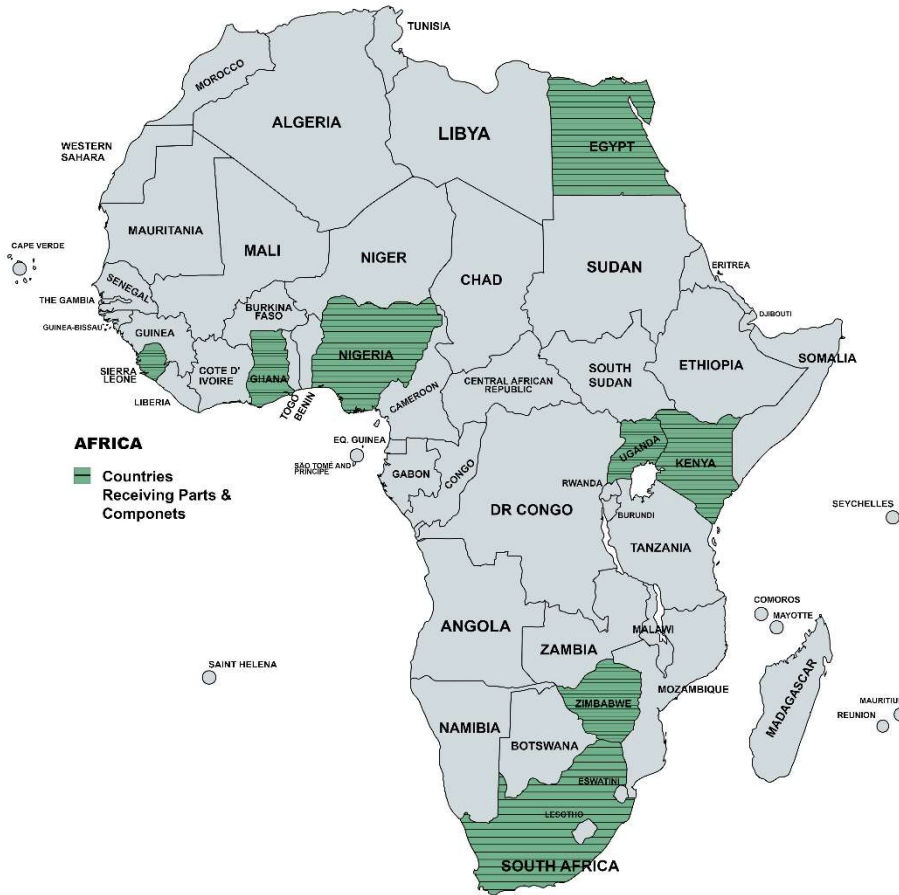 TUNISIA
MOROCCO
ALGERIA
LIBYA
EGYPT
WESTERN
SAHARA
MAURITANIA
MALI
NIGER
CHAD
SUDAN
ERITREA
CAPE VERDE
SENEGAL
THE GAMBIA
GUINEA-BISSAU
GUINEA
BURKINA
FASO
NIGERIA
DJIBOUTI
SIERRA
LEONE
COTE D'
IVOIRE
GHANA
LIBERIA
TOGO
BENIN
CAMEROON
CENTRAL AFRICAN
REPUBLIC
SOUTH
SUDAN
ETHIOPIA
SOMALIA
AFRICA
Countries
Receiving Parts &
Componets
EQ. GUINEA
SÃO TOMÉ AND
PRINCIPE
GABON
CONGO
UGANDA
KENYA
RWANDA
BURUNDI
DR CONGO
TANZANIA
SEYCHELLES
COMOROS
MAYOTTE
ANGOLA
ZAMBIA
MALAWI
MOZAMBIQUE
SAINT HELENA
MADAGASCAR
MAURITIU
REUNION
ZIMBABWE
NAMIBIA
BOTSWANA
ESWATINI
LESOTHO
SOUTH AFRICA